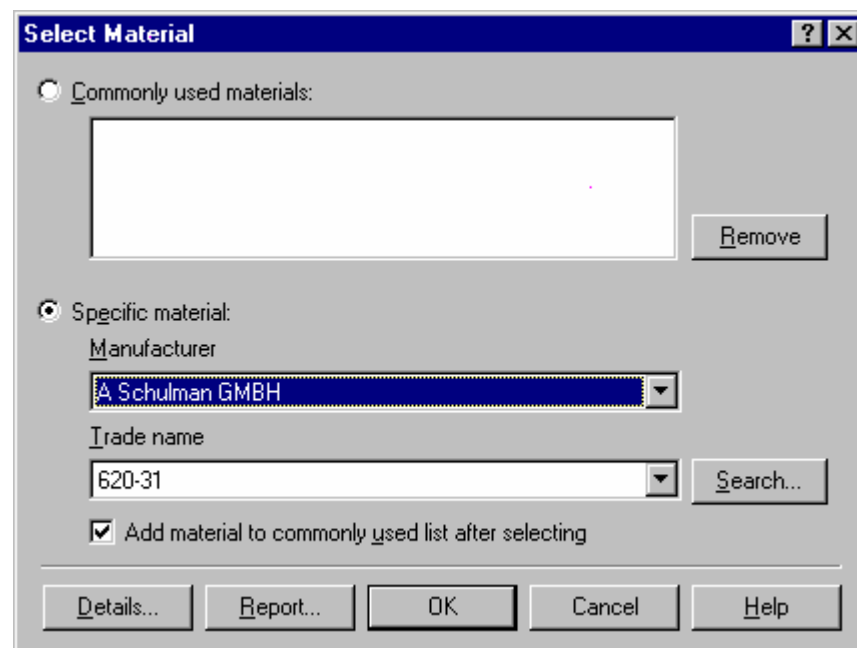 Select Material
Commonly used materials:
Remove
Specific material:
Manufacturer
A Schulman GMBH
Trade name
620-31
Search...
Add material to commonly used list after selecting
Details...
Report...
OK
Cancel
Help